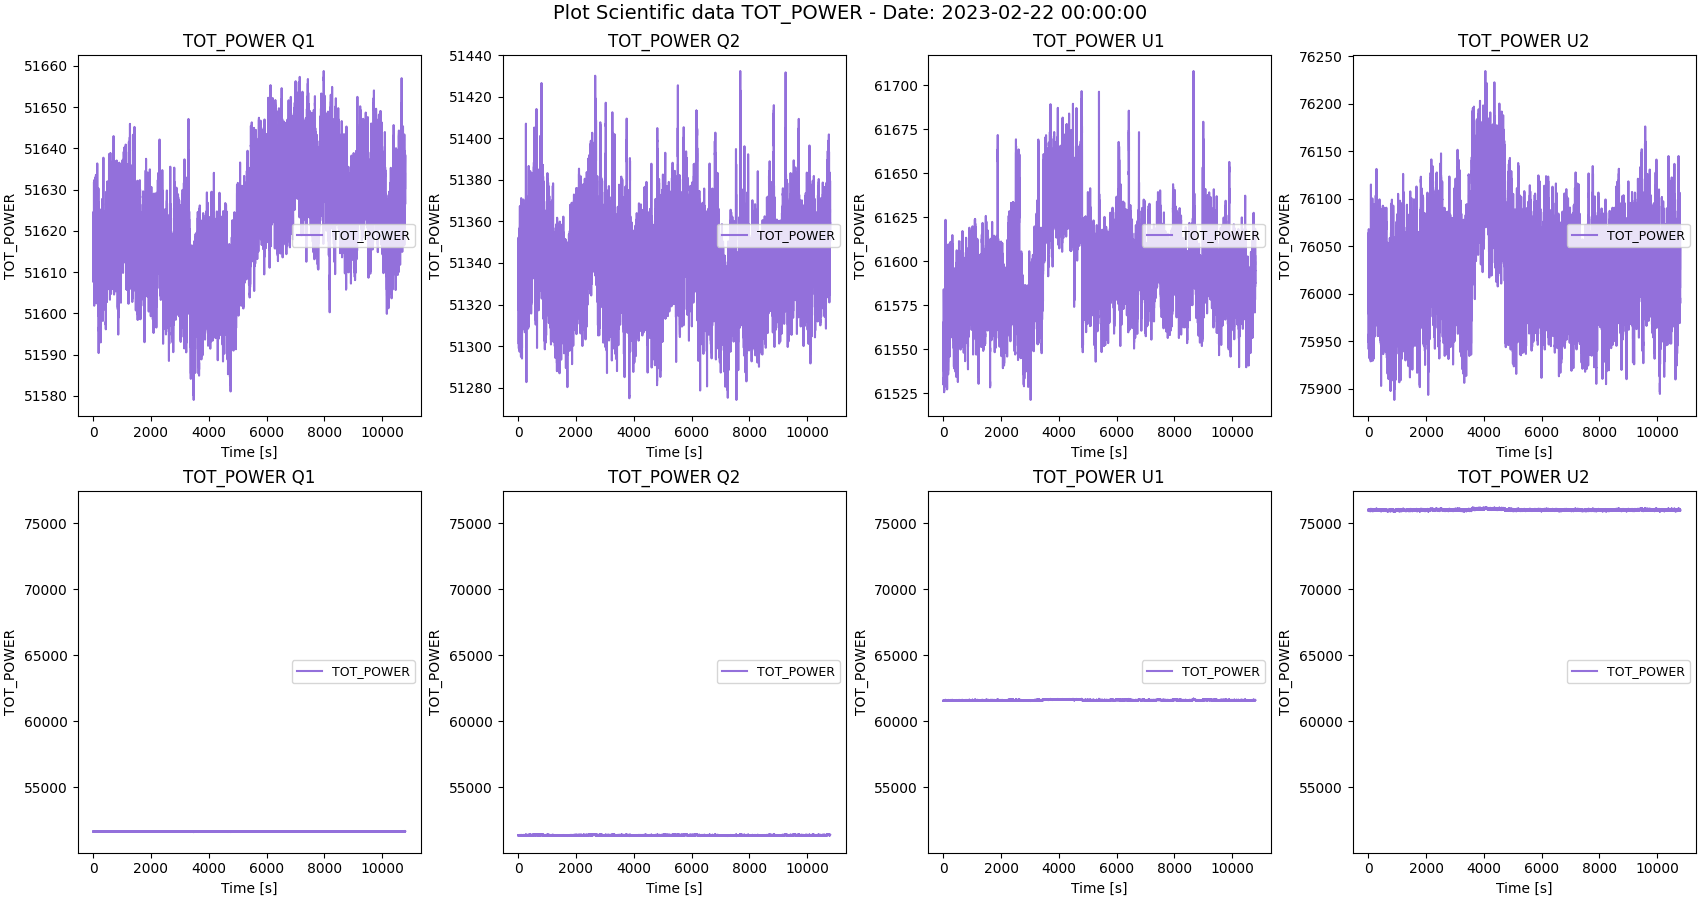 Plot Scientific data TOT_POWER - Date: 2023-02-22 00:00:00
TOT_POWER Q1
51660
51650
51640
51630
51620
51610
51600
51590
51580
TOT_POWER
TOT_POWER
0 2000 4000 6000 8000 10000
Time [s]
TOT_POWER Q2
51440
51420
51400
51380
51360
51340
51320
51300
51280
TOT_POWER
TOT_POWER
0 2000 4000 6000 8000 10000
Time [s]
TOT_POWER U1
61700
61675
61650
61625
61600
61575
61550
61525
TOT_POWER
TOT_POWER
0 2000 4000 6000 8000 10000
Time [s]
TOT_POWER U2
76250
76200
76150
76100
76050
76000
75950
75900
TOT_POWER
TOT_POWER
0 2000 4000 6000 8000 10000
Time [s]
TOT_POWER Q1
75000
70000
65000
60000
55000
TOT_POWER
TOT_POWER
0 2000 4000 6000 8000 10000
Time [s]
TOT_POWER Q2
75000
70000
65000
60000
55000
TOT_POWER
TOT_POWER
0 2000 4000 6000 8000 10000
Time [s]
TOT_POWER U1
75000
70000
65000
60000
55000
TOT_POWER
TOT_POWER
0 2000 4000 6000 8000 10000
Time [s]
TOT_POWER U2
75000
70000
65000
60000
55000
TOT_POWER
TOT_POWER
0 2000 4000 6000 8000 10000
Time [s]